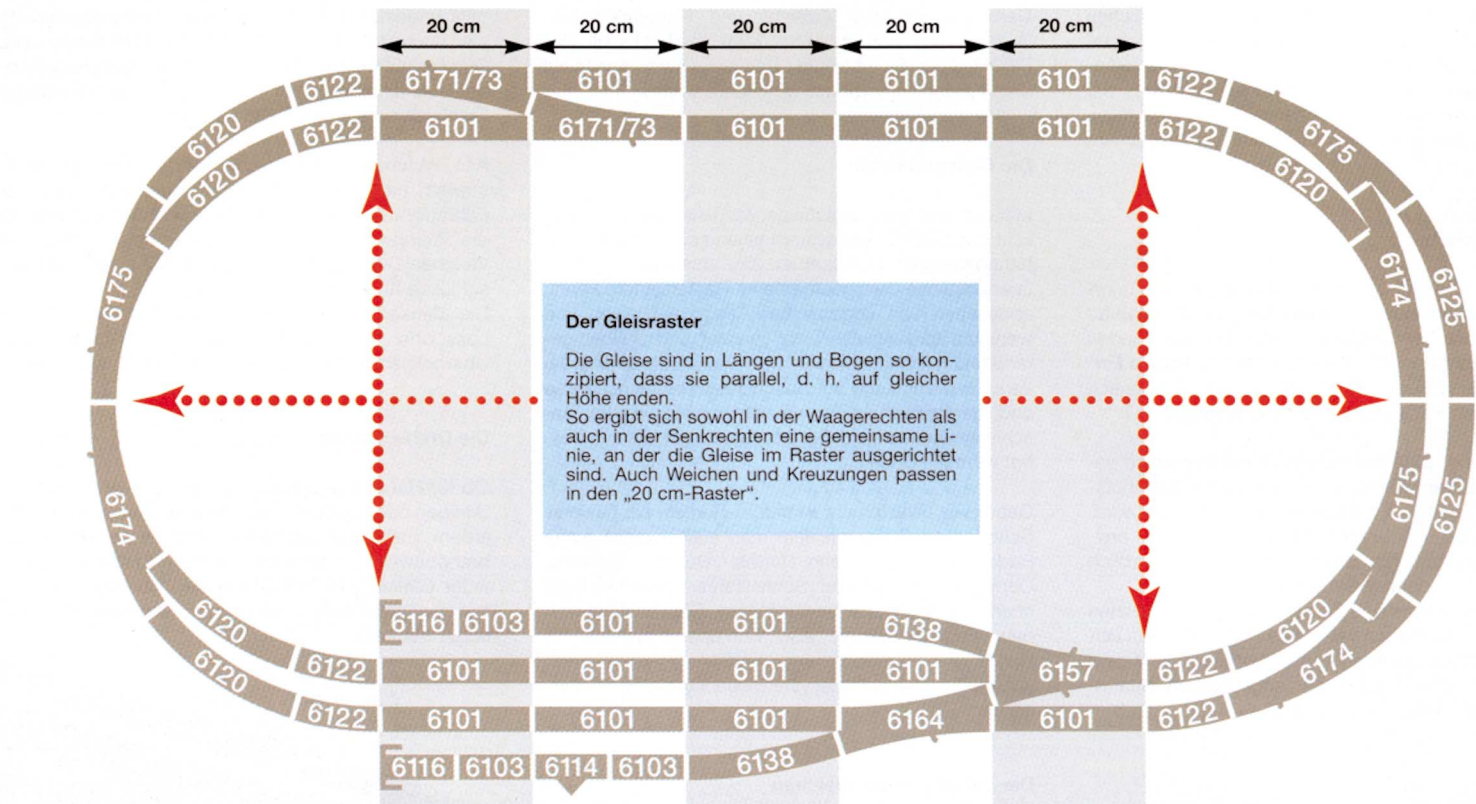 20 cm 20 cm 20 cm 20 cm 20 cm
6122 6171/73 6101 6101 6101 6101 6122
6120 6175
6122 6101 6171/73 6101 6101 6101 6122
6120 6120
6175 6174 6125
Der Gleisraster
Die Gleise sind in Längen und Bogen so kon-
zipiert, dass sie parallel, d. h. auf gleicher
Höhe enden.
So ergibt sich sowohl in der Waagerechten als
auch in der Senkrechten eine gemeinsame Li-
nie, an der die Gleise im Raster ausgerichtet
sind. Auch Weichen und Kreuzungen passen
in den „20 cm-Raster“.
6174 6175 6125
6116 6103 6101 6101 6138
6120 6120
6122 6101 6101 6101 6101 6157 6122
6120 6174
6122 6101 6101 6101 6164 6101 6122
6116 6103 6114 6103 6138